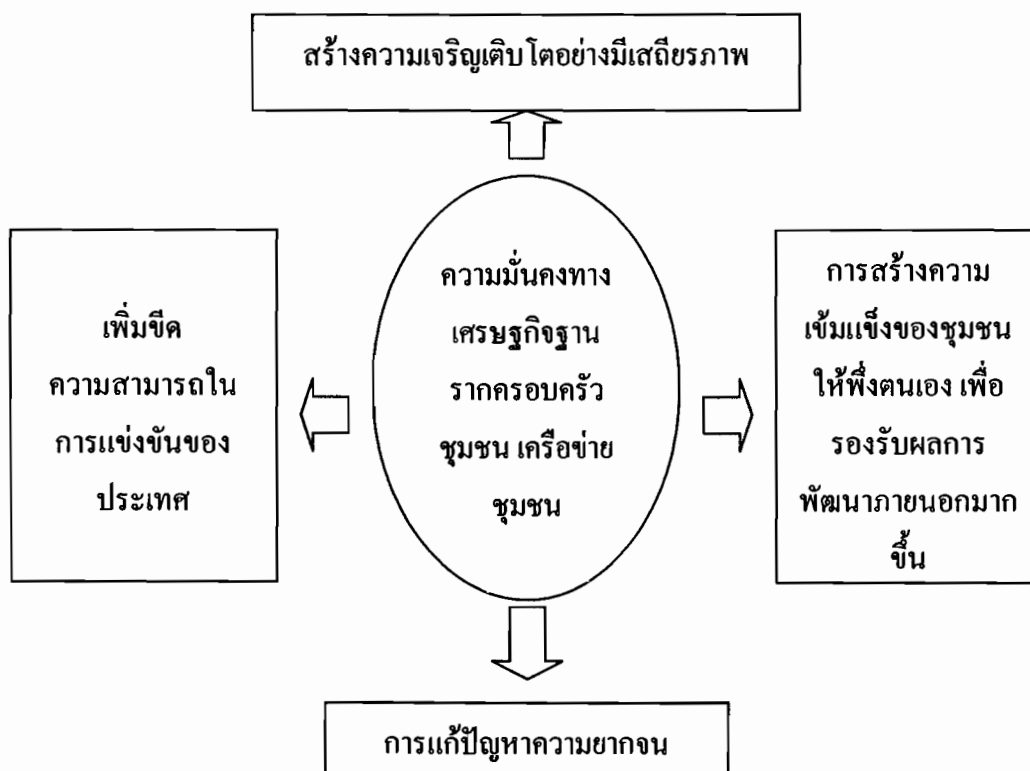 สร้างความเจริญเติบโตอย่างมีเสถียรภาพ
เพิ่มขีด
ความสามารถใน
การแข่งขันของ
ประเทศ
ความมั่นคงทาง
เศรษฐกิจฐาน
รากครอบครัว
ชุมชน เครือข่าย
ชุมชน
การสร้างความ
เข้มแข็งของชุมชน
ให้พึ่งตนเอง เพื่อ
รองรับผลการ
พัฒนาภายนอกมาก
ขึ้น
การแก้ปัญหาความยากจน